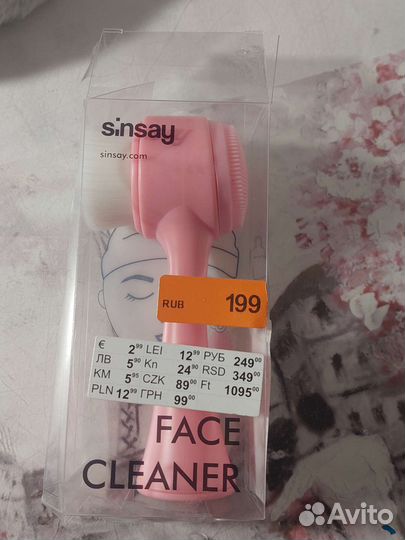 sinsay
sinsay.com
RUB 199
€ 2⁹⁹ LEI 12⁹⁹ РУБ 249⁰⁰
ЛВ 5⁹⁰ Kn 24⁹⁰ RSD 349⁰⁰
KM 5⁹⁵ CZK 89⁰⁰ Ft 1095⁰⁰
PLN 12⁹⁹ ГРН 99⁰⁰
FACE
CLEANER
Avito